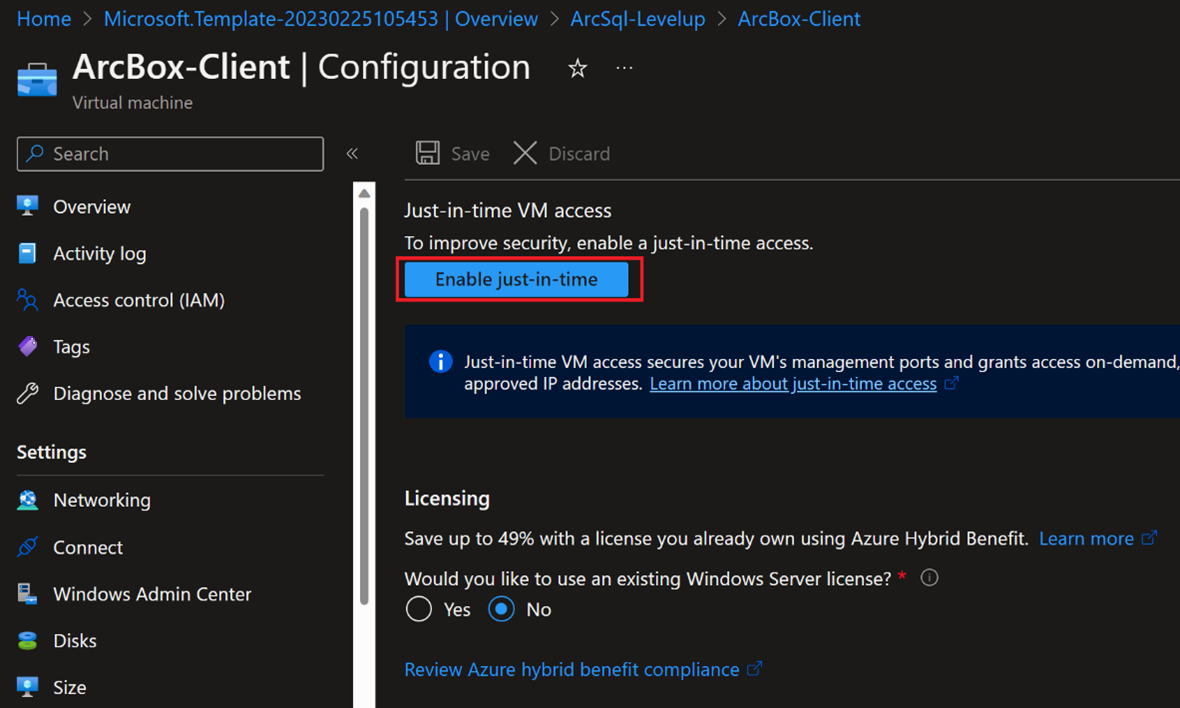 Home > Microsoft.Template-20230225105453 | Overview > ArcSql-Levelup > ArcBox-Client
ArcBox-Client | Configuration
Virtual machine
Search
Overview
Activity log
Access control (IAM)
Tags
Diagnose and solve problems
Settings
Networking
Connect
Windows Admin Center
Disks
Size
Save Discard
Just-in-time VM access
To improve security, enable a just-in-time access.
Enable just-in-time
Just-in-time VM access secures your VM's management ports and grants access on-demand,
approved IP addresses. Learn more about just-in-time access
Licensing
Save up to 49% with a license you already own using Azure Hybrid Benefit. Learn more
Would you like to use an existing Windows Server license? *
Yes No
Review Azure hybrid benefit compliance